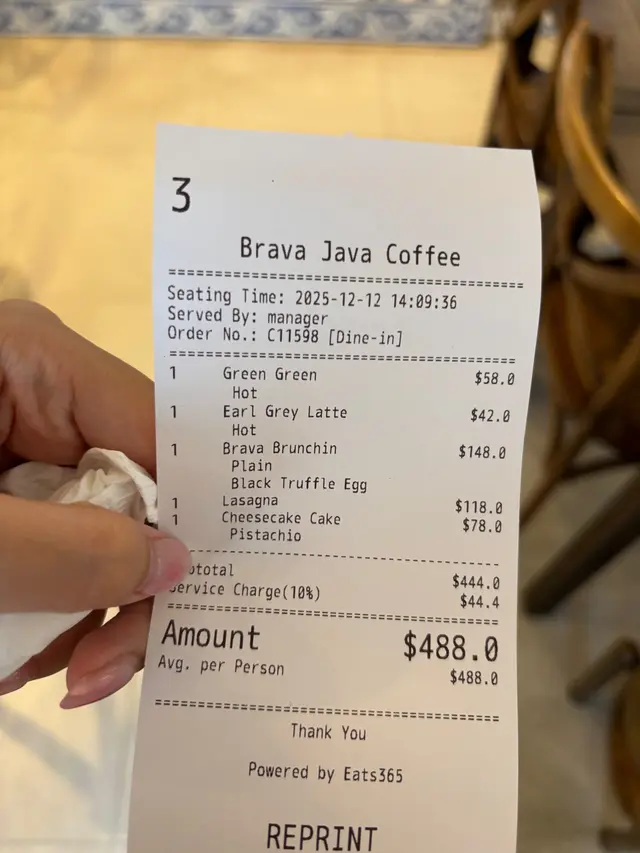 3
Brava Java Coffee
Seating Time: 2025-12-12 14:09:36
Served By: manager
Order No.: C11598 [Dine-in]
1 Green Green $58.0
Hot
1 Earl Grey Latte $42.0
Hot
1 Brava Brunchin $148.0
Plain
Black Truffle Egg
1 Lasagna $118.0
1 Cheesecake Cake $78.0
Pistachio
$444.0
Service Charge(10%) $44.4
Amount $488.0
Avg. per Person $488.0
Thank You
Powered by Eats365
REPRINT